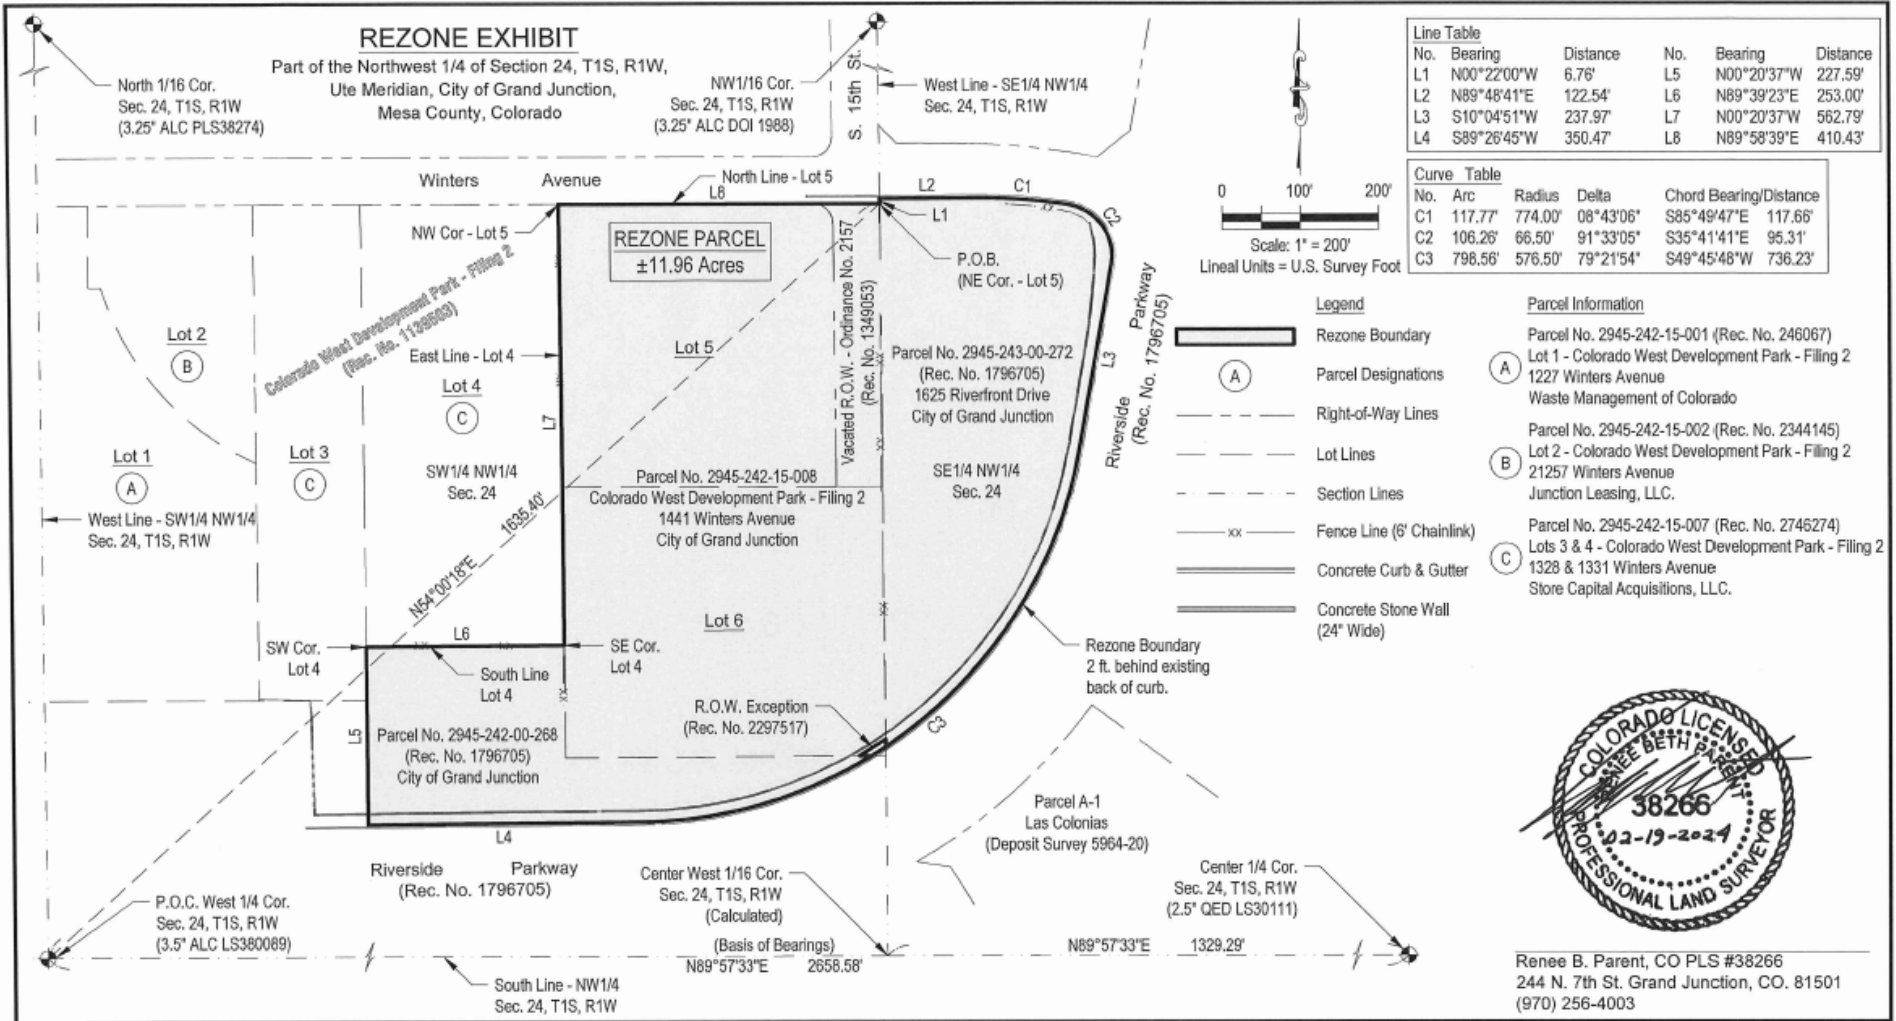 REZONE EXHIBIT
Part of the Northwest 1/4 of Section 24, T1S, R1W,
Ute Meridian, City of Grand Junction,
Mesa County, Colorado
North 1/16 Cor.
Sec. 24, T1S, R1W
(3.25" ALC PLS38274)
NW1/16 Cor.
Sec. 24, T1S, R1W
(3.25" ALC DOI 1988)
S. 15th St.
West Line - SE1/4 NW1/4
Sec. 24, T1S, R1W
Line Table
No. Bearing Distance No. Bearing Distance
L1 N00°22'00"W 6.76' L5 N00°20'37"W 227.59'
L2 N89°48'41"E 122.54' L6 N89°39'23"E 253.00'
L3 S10°04'51"W 237.97' L7 N00°20'37"W 562.79'
L4 S89°26'45"W 350.47' L8 N89°58'39"E 410.43'
Curve Table
No. Arc Radius Delta Chord Bearing/Distance
C1 117.77' 774.00' 08°43'06" S85°49'47"E 117.66'
C2 106.26' 66.50' 91°33'05" S35°41'41"E 95.31'
C3 798.56' 576.50' 79°21'54" S49°45'48"W 736.23'
0 100' 200'
Scale: 1" = 200'
Lineal Units = U.S. Survey Foot
Winters Avenue
North Line - Lot 5
L8
L2
C1
C2
L1
NW Cor - Lot 5
REZONE PARCEL
±11.96 Acres
P.O.B.
(NE Cor. - Lot 5)
Vacated R.O.W. - Ordinance No. 2157
(Rec. No. 1349053)
Colorado West Development Park - Filing 2
(Rec. No. 1139503)
Lot 2
B
East Line - Lot 4
Lot 5
Parcel No. 2945-243-00-272
(Rec. No. 1796705)
1625 Riverfront Drive
City of Grand Junction
L3
Riverside Parkway
(Rec. No. 1796705)
Lot 4
C
L7
Lot 1
A
Lot 3
C
SW1/4 NW1/4
Sec. 24
SE1/4 NW1/4
Sec. 24
Parcel No. 2945-242-15-008
Colorado West Development Park - Filing 2
1441 Winters Avenue
City of Grand Junction
West Line - SW1/4 NW1/4
Sec. 24, T1S, R1W
N54°00'18"E 1635.40'
Lot 6
SW Cor.
Lot 4
L6
SE Cor.
Lot 4
South Line
Lot 4
R.O.W. Exception
(Rec. No. 2297517)
Rezone Boundary
2 ft. behind existing
back of curb.
C3
L5
Parcel No. 2945-242-00-268
(Rec. No. 1796705)
City of Grand Junction
L4
Riverside Parkway
(Rec. No. 1796705)
Parcel A-1
Las Colonias
(Deposit Survey 5964-20)
P.O.C. West 1/4 Cor.
Sec. 24, T1S, R1W
(3.5" ALC LS380089)
Center West 1/16 Cor.
Sec. 24, T1S, R1W
(Calculated)
Center 1/4 Cor.
Sec. 24, T1S, R1W
(2.5" QED LS30111)
(Basis of Bearings)
N89°57'33"E 2658.58'
N89°57'33"E 1329.29'
South Line - NW1/4
Sec. 24, T1S, R1W
Legend
Rezone Boundary
A
Parcel Designations
Right-of-Way Lines
Lot Lines
Section Lines
XX
Fence Line (6' Chainlink)
Concrete Curb & Gutter
Concrete Stone Wall
(24" Wide)
Parcel Information
A
Parcel No. 2945-242-15-001 (Rec. No. 246067)
Lot 1 - Colorado West Development Park - Filing 2
1227 Winters Avenue
Waste Management of Colorado
B
Parcel No. 2945-242-15-002 (Rec. No. 2344145)
Lot 2 - Colorado West Development Park - Filing 2
21257 Winters Avenue
Junction Leasing, LLC.
C
Parcel No. 2945-242-15-007 (Rec. No. 2746274)
Lots 3 & 4 - Colorado West Development Park - Filing 2
1328 & 1331 Winters Avenue
Store Capital Acquisitions, LLC.
COLORADO LICENSED
RENEE BETH PARENT
38266
02-19-2024
PROFESSIONAL LAND SURVEYOR
Renee B. Parent, CO PLS #38266
244 N. 7th St. Grand Junction, CO. 81501
(970) 256-4003